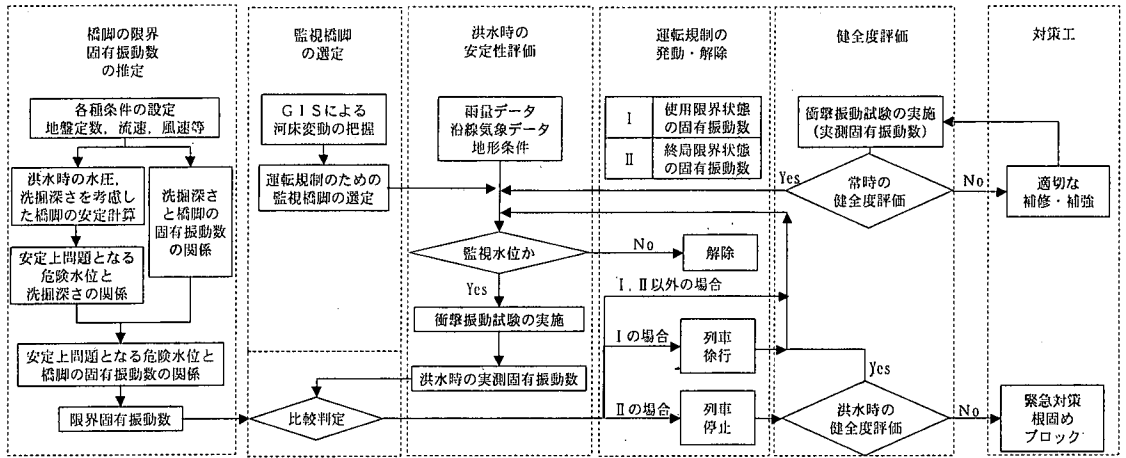 橋脚の限界
固有振動数
の推定
各種条件の設定
地盤定数，流速，風速等
洪水時の水圧，
洗掘深さを考慮し
た橋脚の安定計算
洗掘深さ
と橋脚の
固有振動数
の関係
安定上問題となる
危険水位と
洗掘深さの関係
安定上問題となる危険水位と
橋脚の固有振動数の関係
限界固有振動数
監視橋脚
の選定
ＧＩＳによる
河床変動の把握
運転規制のための
監視橋脚の選定
比較判定
洪水時の
安定性評価
雨量データ
沿線気象データ
地形条件
監視水位か
Yes
No
衝撃振動試験の実施
洪水時の実測固有振動数
運転規制の
発動・解除
Ⅰ 使用限界状態
の固有振動数
Ⅱ 終局限界状態
の固有振動数
解除
Ⅰ，Ⅱ以外の場合
Ⅰの場合
列車
徐行
Ⅱの場合
列車
停止
健全度評価
衝撃振動試験の実施
(実測固有振動数)
Yes
常時の
健全度評価
No
Yes
洪水時の
健全度評価
No
対策工
適切な
補修・補強
緊急対策
根固め
ブロック